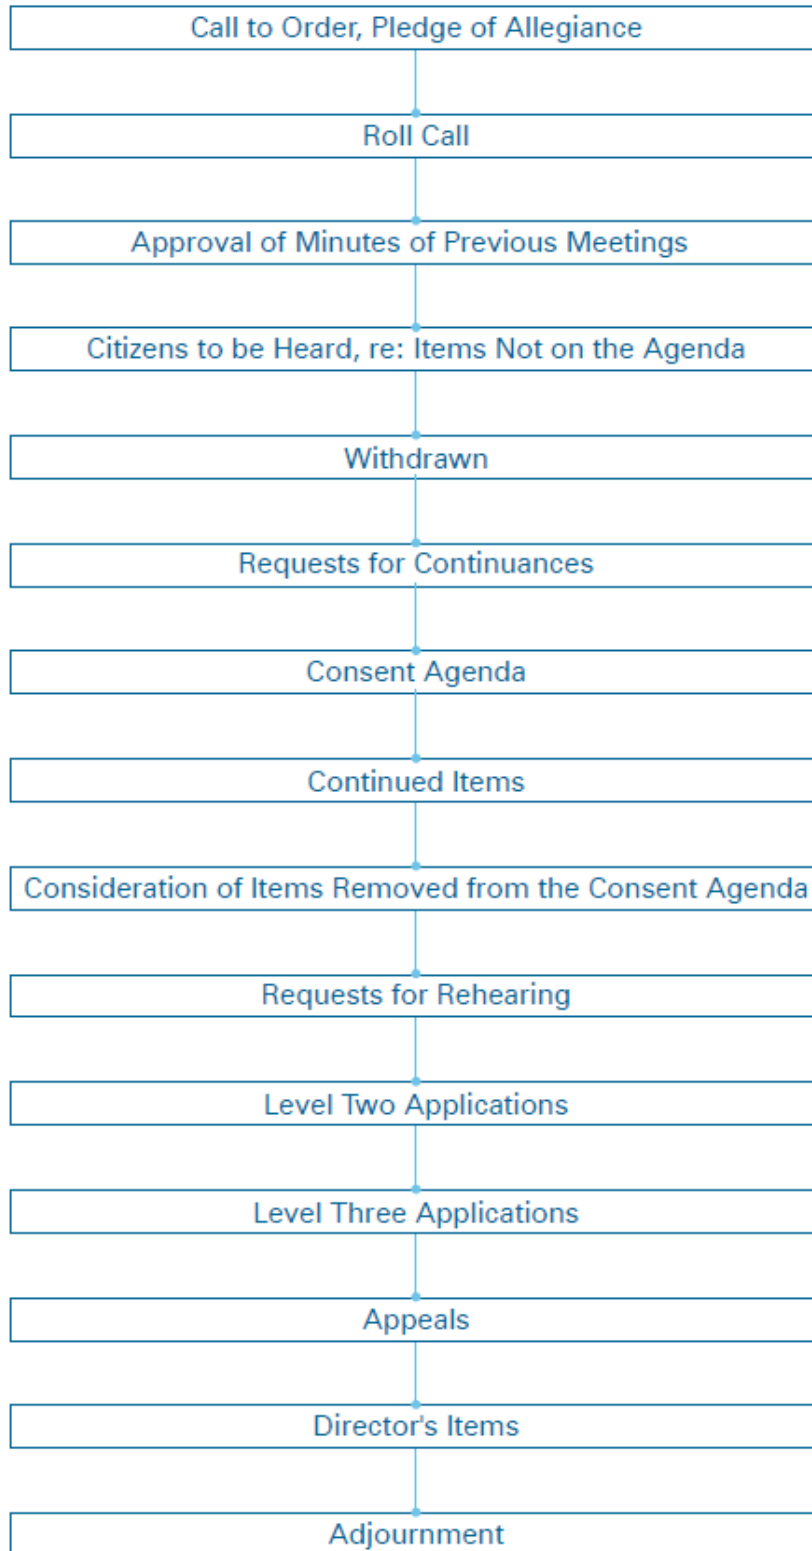 Call to Order, Pledge of Allegiance
Roll Call
Approval of Minutes of Previous Meetings
Citizens to be Heard, re: Items Not on the Agenda
Withdrawn
Requests for Continuances
Consent Agenda
Continued Items
Consideration of Items Removed from the Consent Agenda
Requests for Rehearing
Level Two Applications
Level Three Applications
Appeals
Director's Items
Adjournment